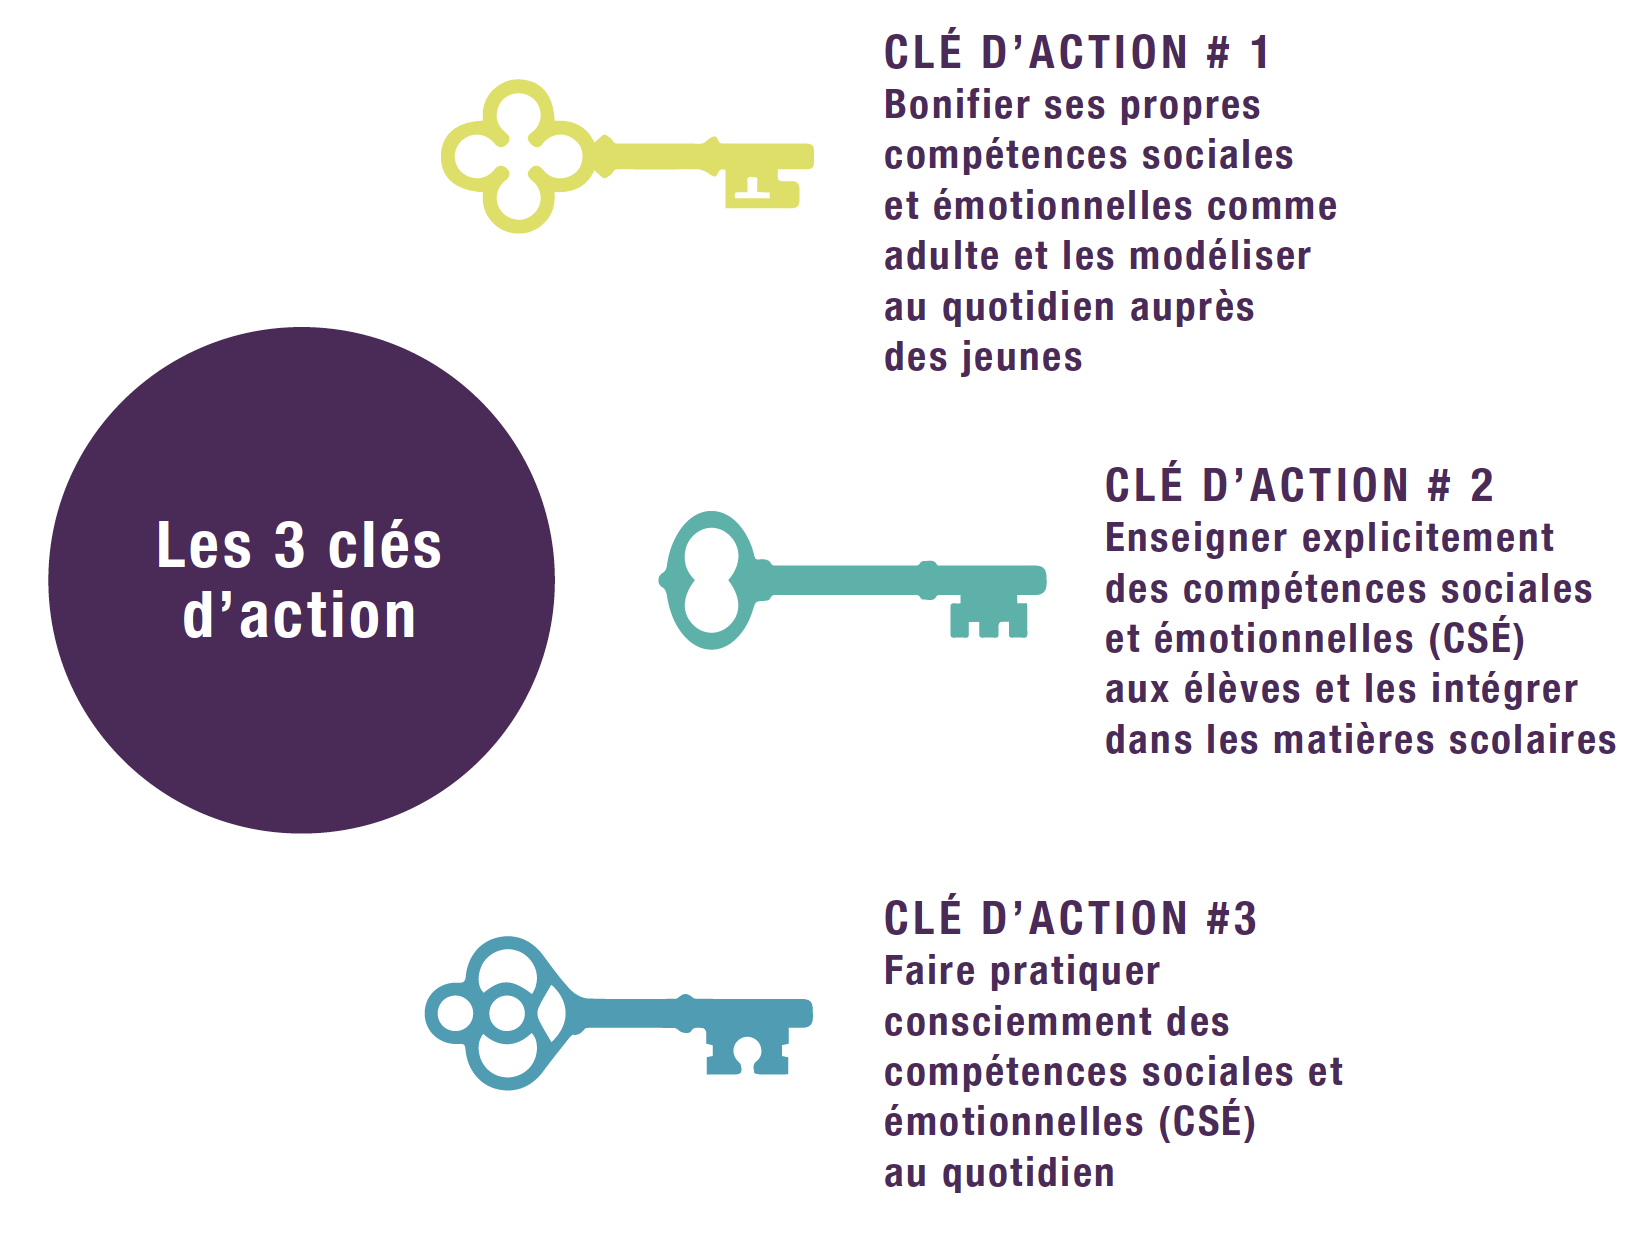 Les 3 clés
d’action
CLÉ D’ACTION # 1
Bonifier ses propres
compétences sociales
et émotionnelles comme
adulte et les modéliser
au quotidien auprès
des jeunes
CLÉ D’ACTION # 2
Enseigner explicitement
des compétences sociales
et émotionnelles (CSÉ)
aux élèves et les intégrer
dans les matières scolaires
CLÉ D’ACTION #3
Faire pratiquer
consciemment des
compétences sociales et
émotionnelles (CSÉ)
au quotidien